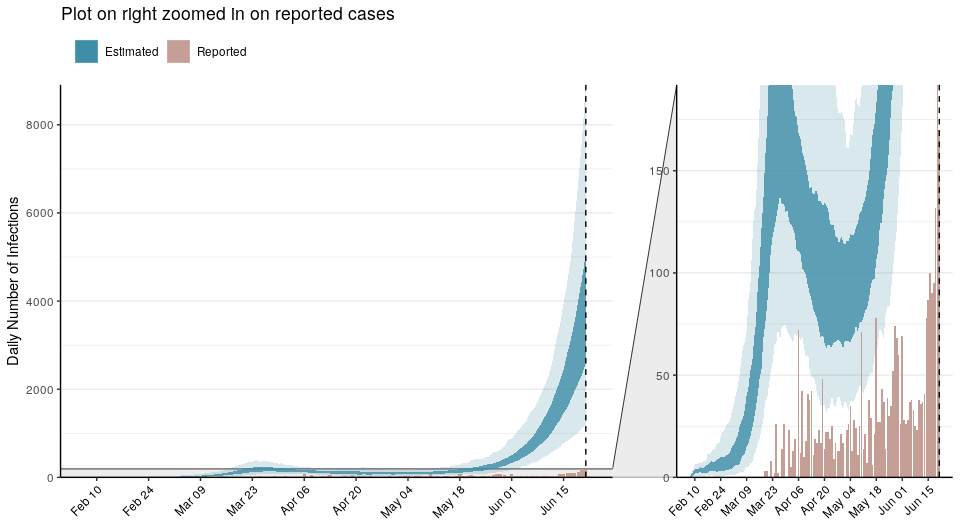 Plot on right zoomed in on reported cases
Estimated Reported
Daily Number of Infections
8000
6000
4000
2000
0
Feb 10 Feb 24 Mar 09 Mar 23 Apr 06 Apr 20 May 04 May 18 Jun 01 Jun 15
150
100
50
0
Feb 10 Feb 24 Mar 09 Mar 23 Apr 06 Apr 20 May 04 May 18 Jun 01 Jun 15